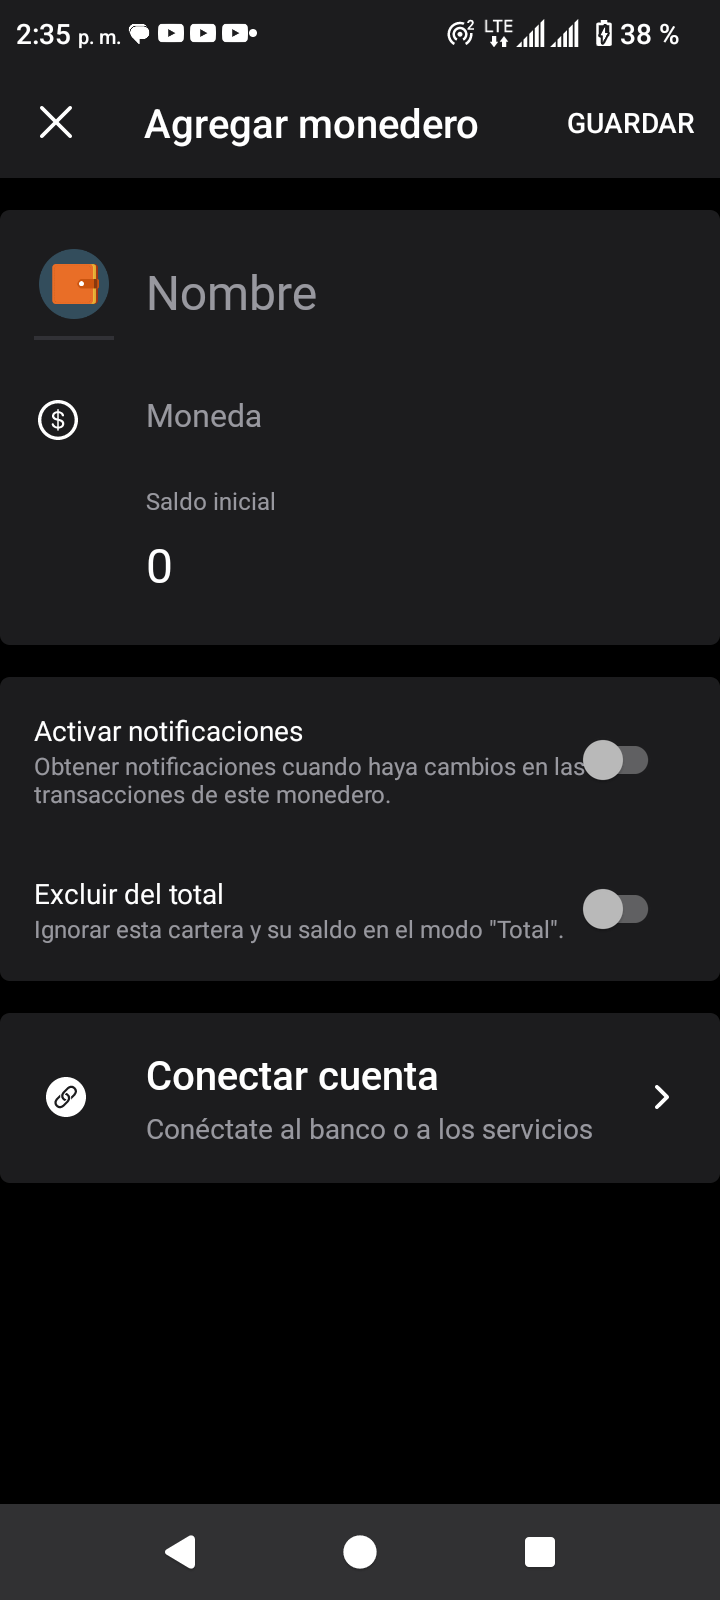 2:35 p. m. LTE 38 %
Agregar monedero GUARDAR
Nombre
Moneda
Saldo inicial
0
Activar notificaciones
Obtener notificaciones cuando haya cambios en las
transacciones de este monedero.
Excluir del total
Ignorar esta cartera y su saldo en el modo "Total".
Conectar cuenta
Conéctate al banco o a los servicios